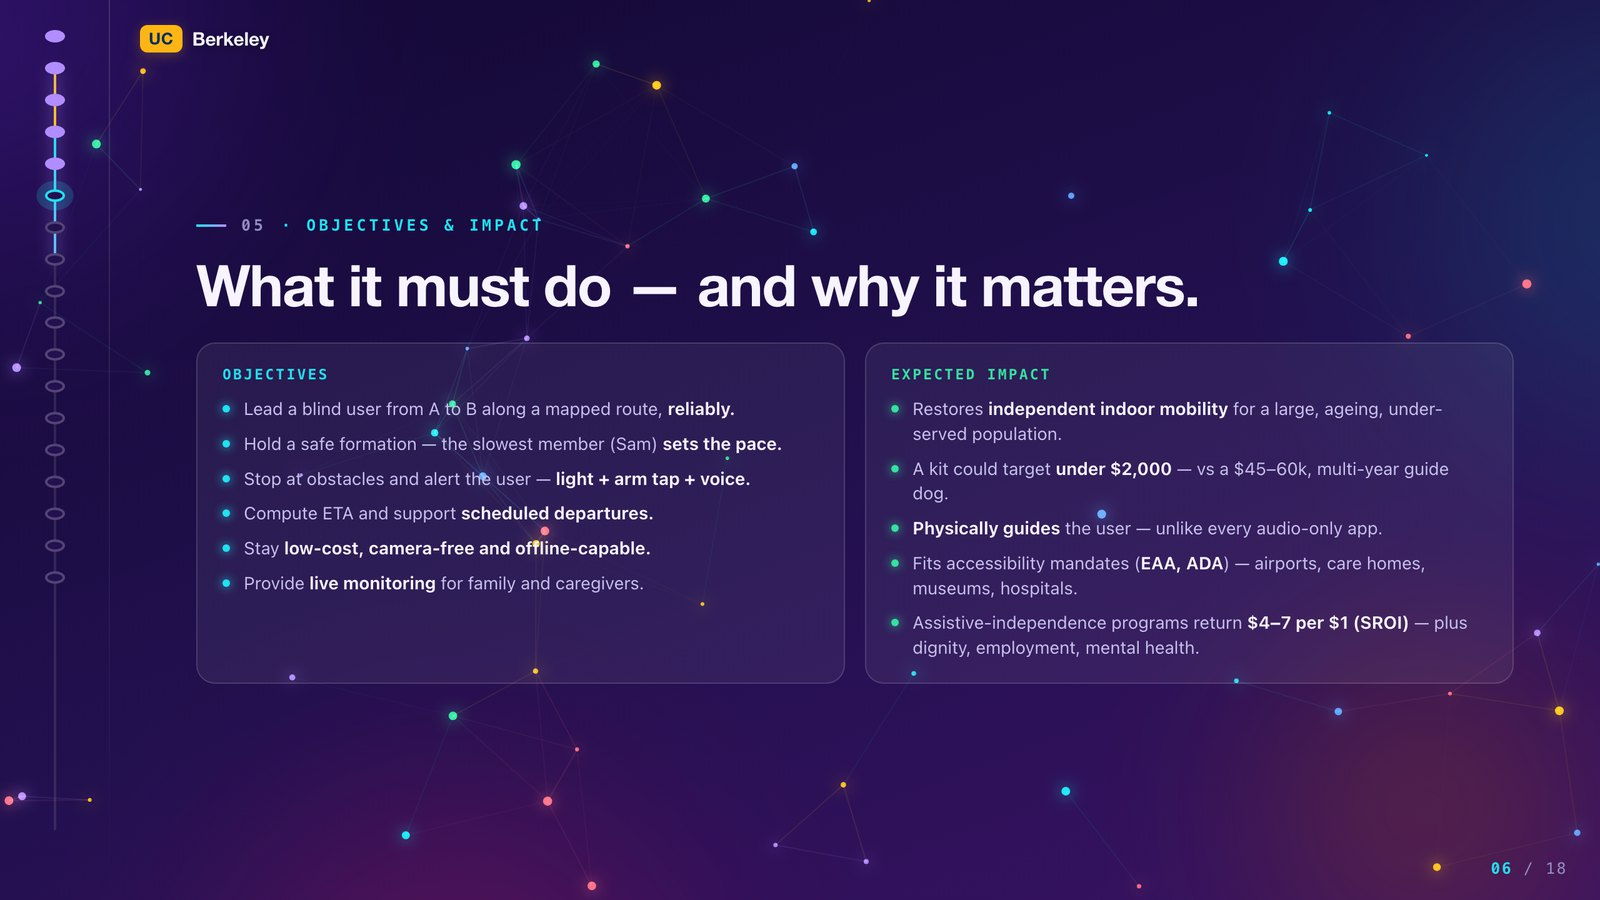 UC Berkeley
05 · OBJECTIVES & IMPACT
What it must do — and why it matters.
OBJECTIVES
Lead a blind user from A to B along a mapped route, reliably.
Hold a safe formation — the slowest member (Sam) sets the pace.
Stop at obstacles and alert the user — light + arm tap + voice.
Compute ETA and support scheduled departures.
Stay low-cost, camera-free and offline-capable.
Provide live monitoring for family and caregivers.
EXPECTED IMPACT
Restores independent indoor mobility for a large, ageing, under-
served population.
A kit could target under $2,000 — vs a $45–60k, multi-year guide
dog.
Physically guides the user — unlike every audio-only app.
Fits accessibility mandates (EAA, ADA) — airports, care homes,
museums, hospitals.
Assistive-independence programs return $4–7 per $1 (SROI) — plus
dignity, employment, mental health.
06 / 18